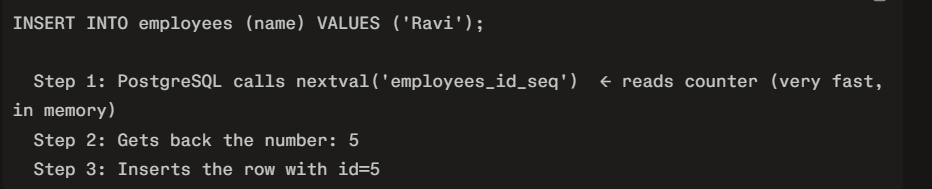 INSERT INTO employees (name) VALUES ('Ravi');
Step 1: PostgreSQL calls nextval('employees_id_seq') ← reads counter (very fast,
in memory)
Step 2: Gets back the number: 5
Step 3: Inserts the row with id=5